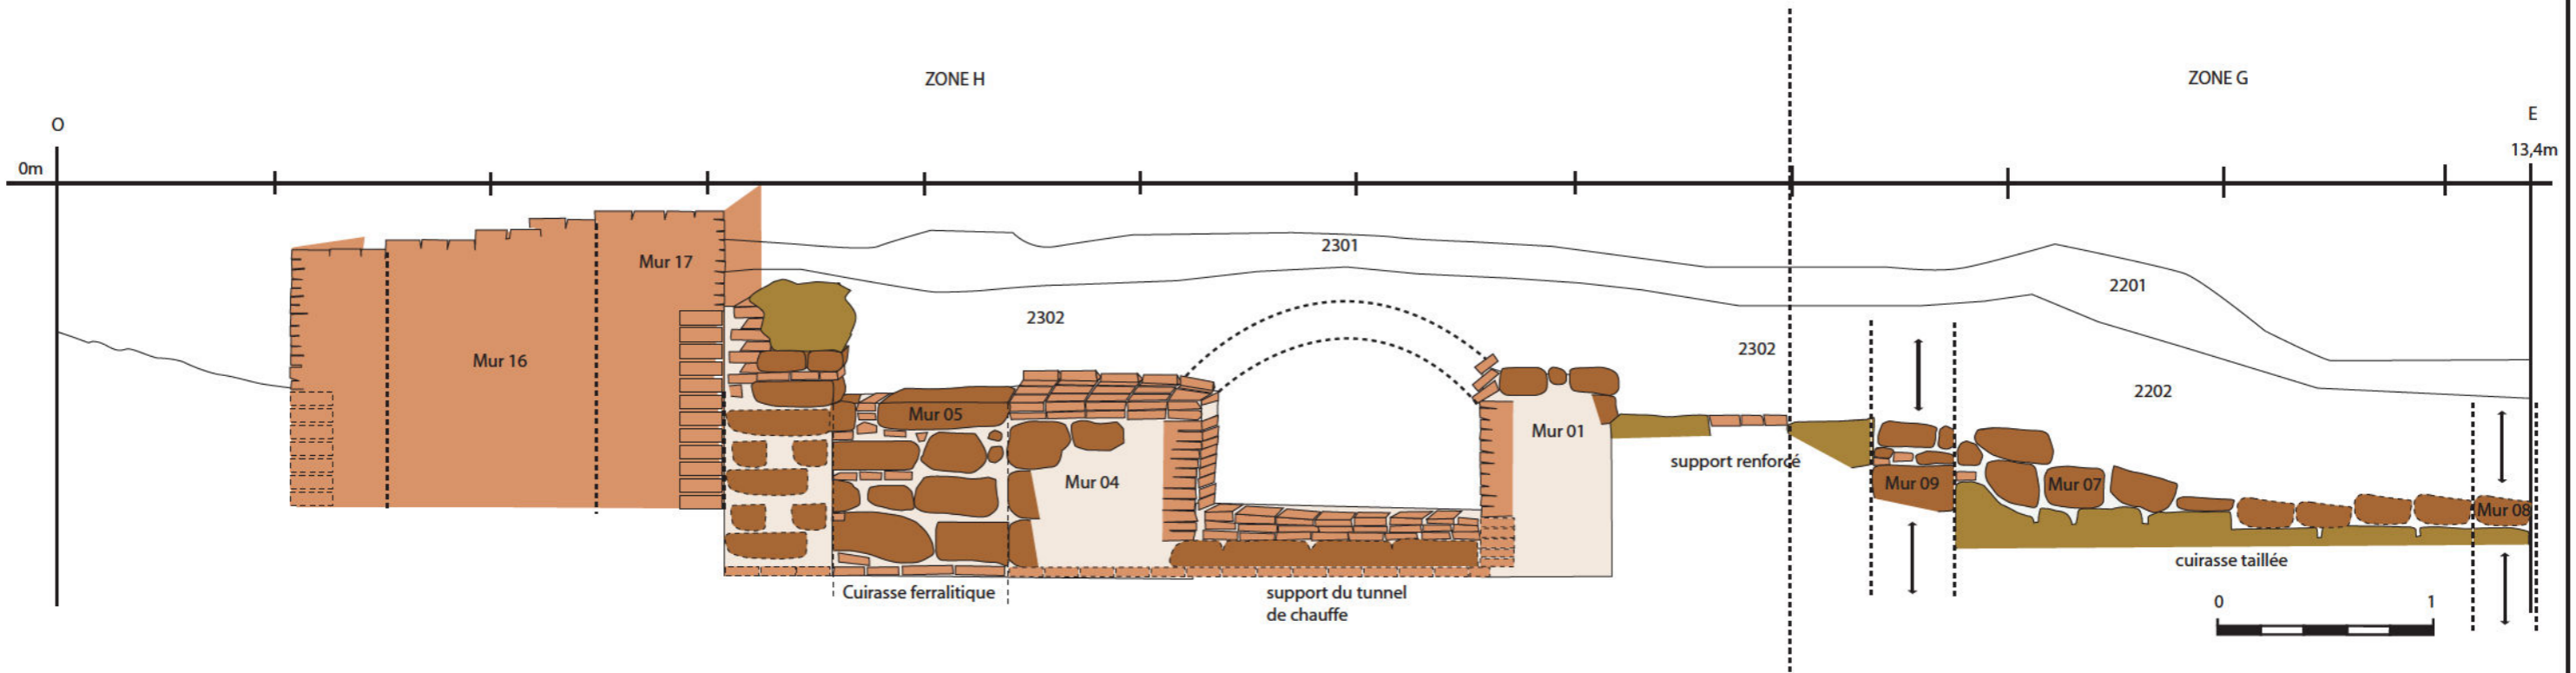 ZONE H
ZONE G
O
E
0m
13,4m
Mur 17
2301
2201
2302
2302
Mur 16
2202
Mur 05
Mur 01
support renforcé
Mur 04
Mur 09
Mur 07
Mur 08
cuirasse taillée
Cuirasse ferralitique
support du tunnel
de chauffe
0
1